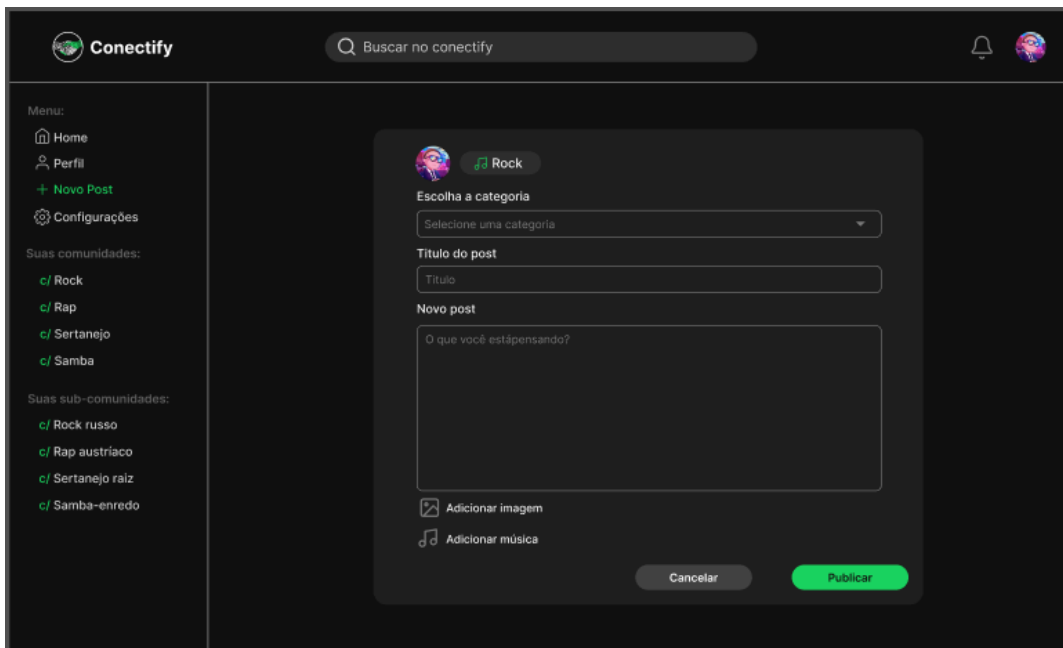 Conectify
Buscar no conectify
Menu:
Home
Perfil
Novo Post
Configurações
Suas comunidades:
c/ Rock
c/ Rap
c/ Sertanejo
c/ Samba
Suas sub-comunidades:
c/ Rock russo
c/ Rap austríaco
c/ Sertanejo raiz
c/ Samba-enredo
Rock
Escolha a categoria
Selecione uma categoria
Título do post
Título
Novo post
O que você estápensando?
Adicionar imagem
Adicionar música
Cancelar
Publicar